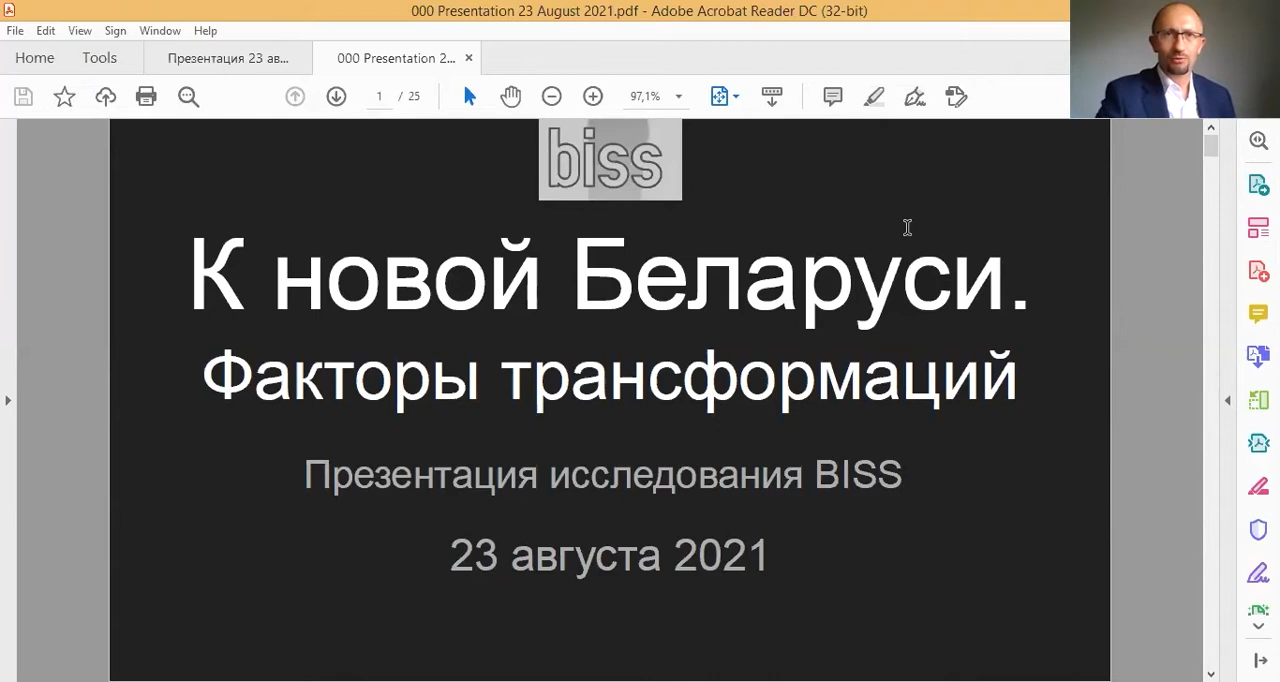 000 Presentation 23 August 2021.pdf - Adobe Acrobat Reader DC (32-bit)
File Edit View Sign Window Help
Home Tools Презентация 23 ав... 000 Presentation 2... ×
1 / 25 97,1%
biss
К новой Беларуси.
Факторы трансформаций
Презентация исследования BISS
23 августа 2021